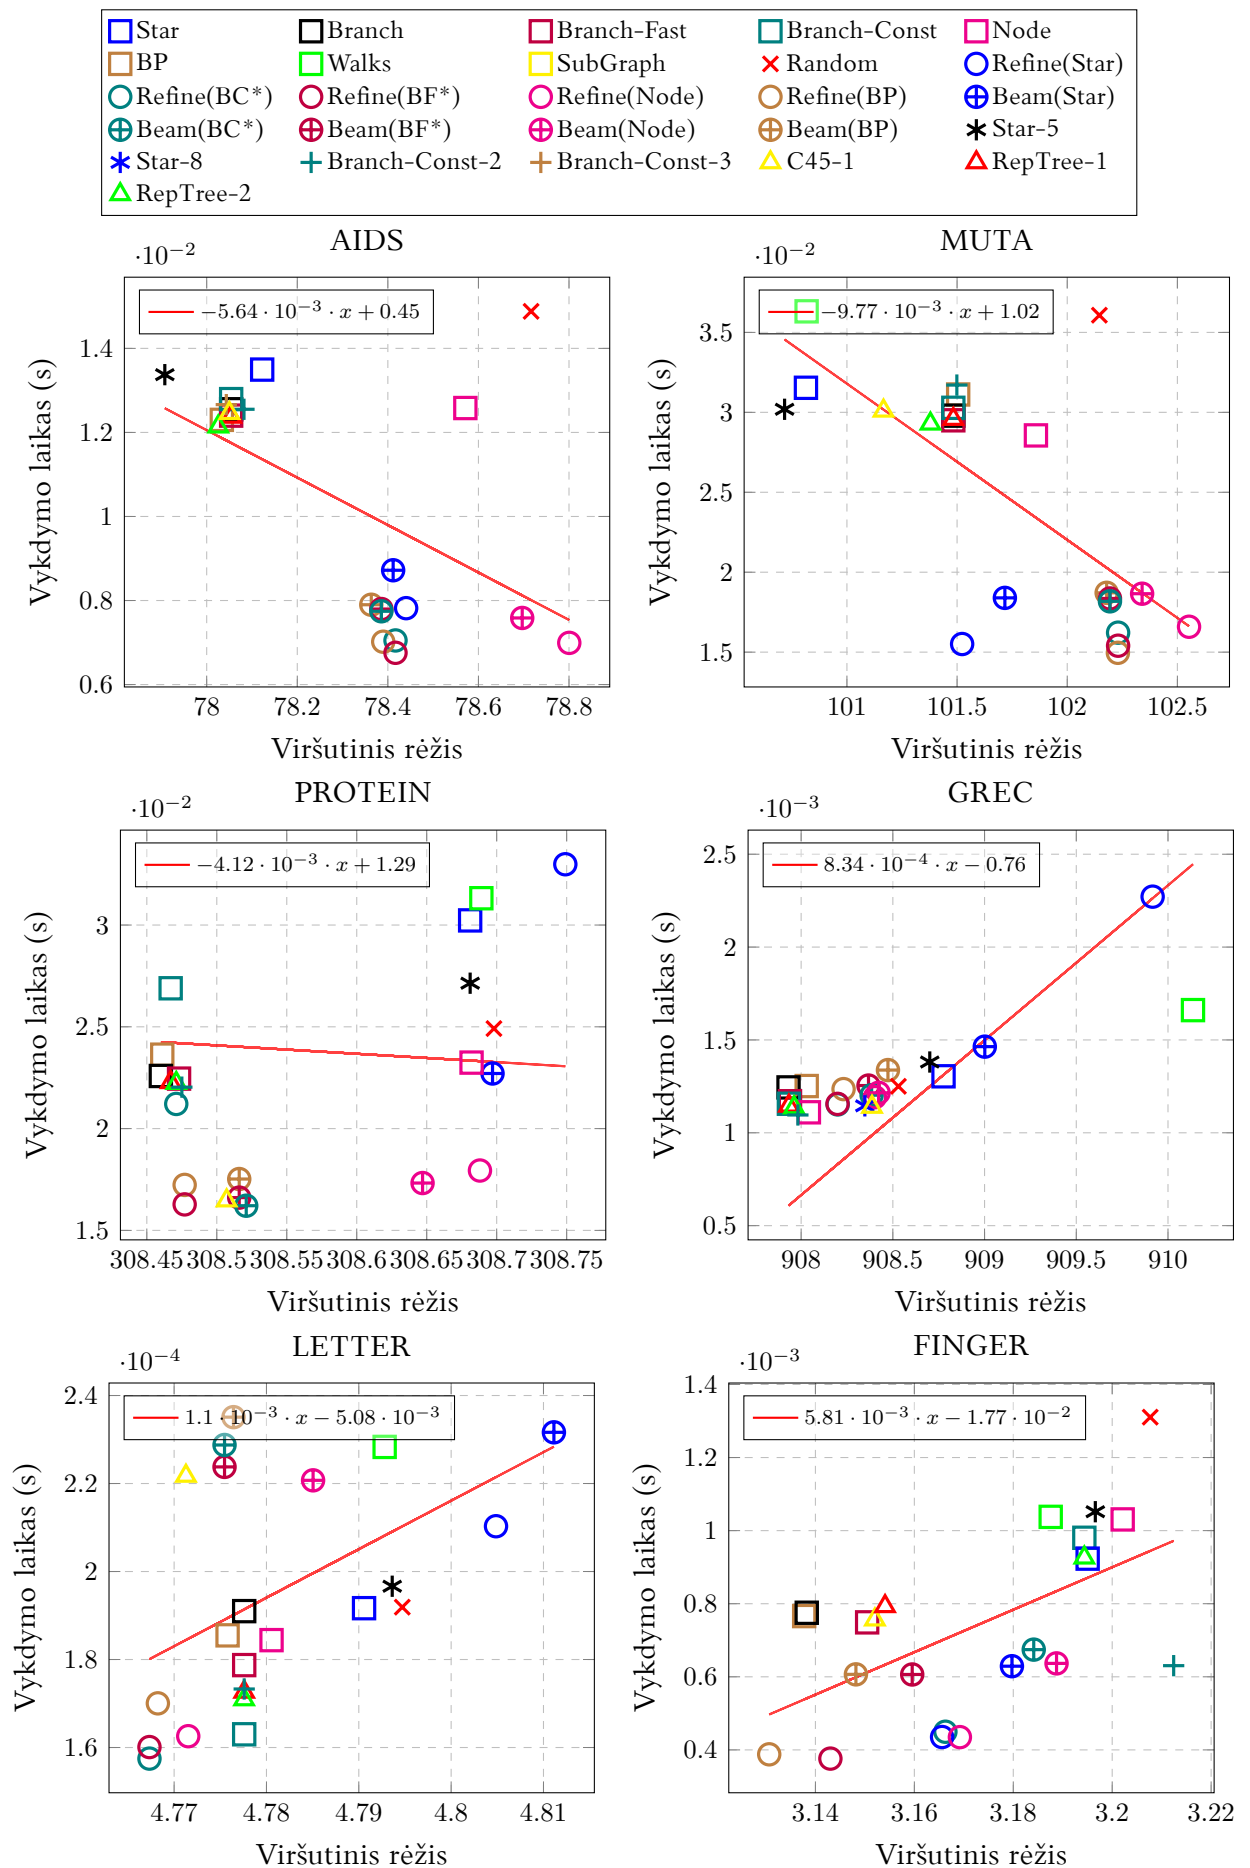 Star Branch Branch-Fast Branch-Const Node
BP Walks SubGraph Random Refine(Star)
Refine(BC*) Refine(BF*) Refine(Node) Refine(BP) Beam(Star)
Beam(BC*) Beam(BF*) Beam(Node) Beam(BP) Star-5
Star-8 Branch-Const-2 Branch-Const-3 C45-1 RepTree-1
RepTree-2
AIDS
·10⁻²
−5.64 · 10⁻³ · x + 0.45
1.4
1.2
1
0.8
0.6
78 78.2 78.4 78.6 78.8
Vykdymo laikas (s)
Viršutinis rėžis
MUTA
·10⁻²
−9.77 · 10⁻³ · x + 1.02
3.5
3
2.5
2
1.5
101 101.5 102 102.5
Vykdymo laikas (s)
Viršutinis rėžis
PROTEIN
·10⁻²
−4.12 · 10⁻³ · x + 1.29
3
2.5
2
1.5
308.45 308.5 308.55 308.6 308.65 308.7 308.75
Vykdymo laikas (s)
Viršutinis rėžis
GREC
·10⁻³
8.34 · 10⁻⁴ · x − 0.76
2.5
2
1.5
1
0.5
908 908.5 909 909.5 910
Vykdymo laikas (s)
Viršutinis rėžis
LETTER
·10⁻⁴
1.1 · 10⁻³ · x − 5.08 · 10⁻³
2.4
2.2
2
1.8
1.6
4.77 4.78 4.79 4.8 4.81
Vykdymo laikas (s)
Viršutinis rėžis
FINGER
·10⁻³
5.81 · 10⁻³ · x − 1.77 · 10⁻²
1.4
1.2
1
0.8
0.6
0.4
3.14 3.16 3.18 3.2 3.22
Vykdymo laikas (s)
Viršutinis rėžis